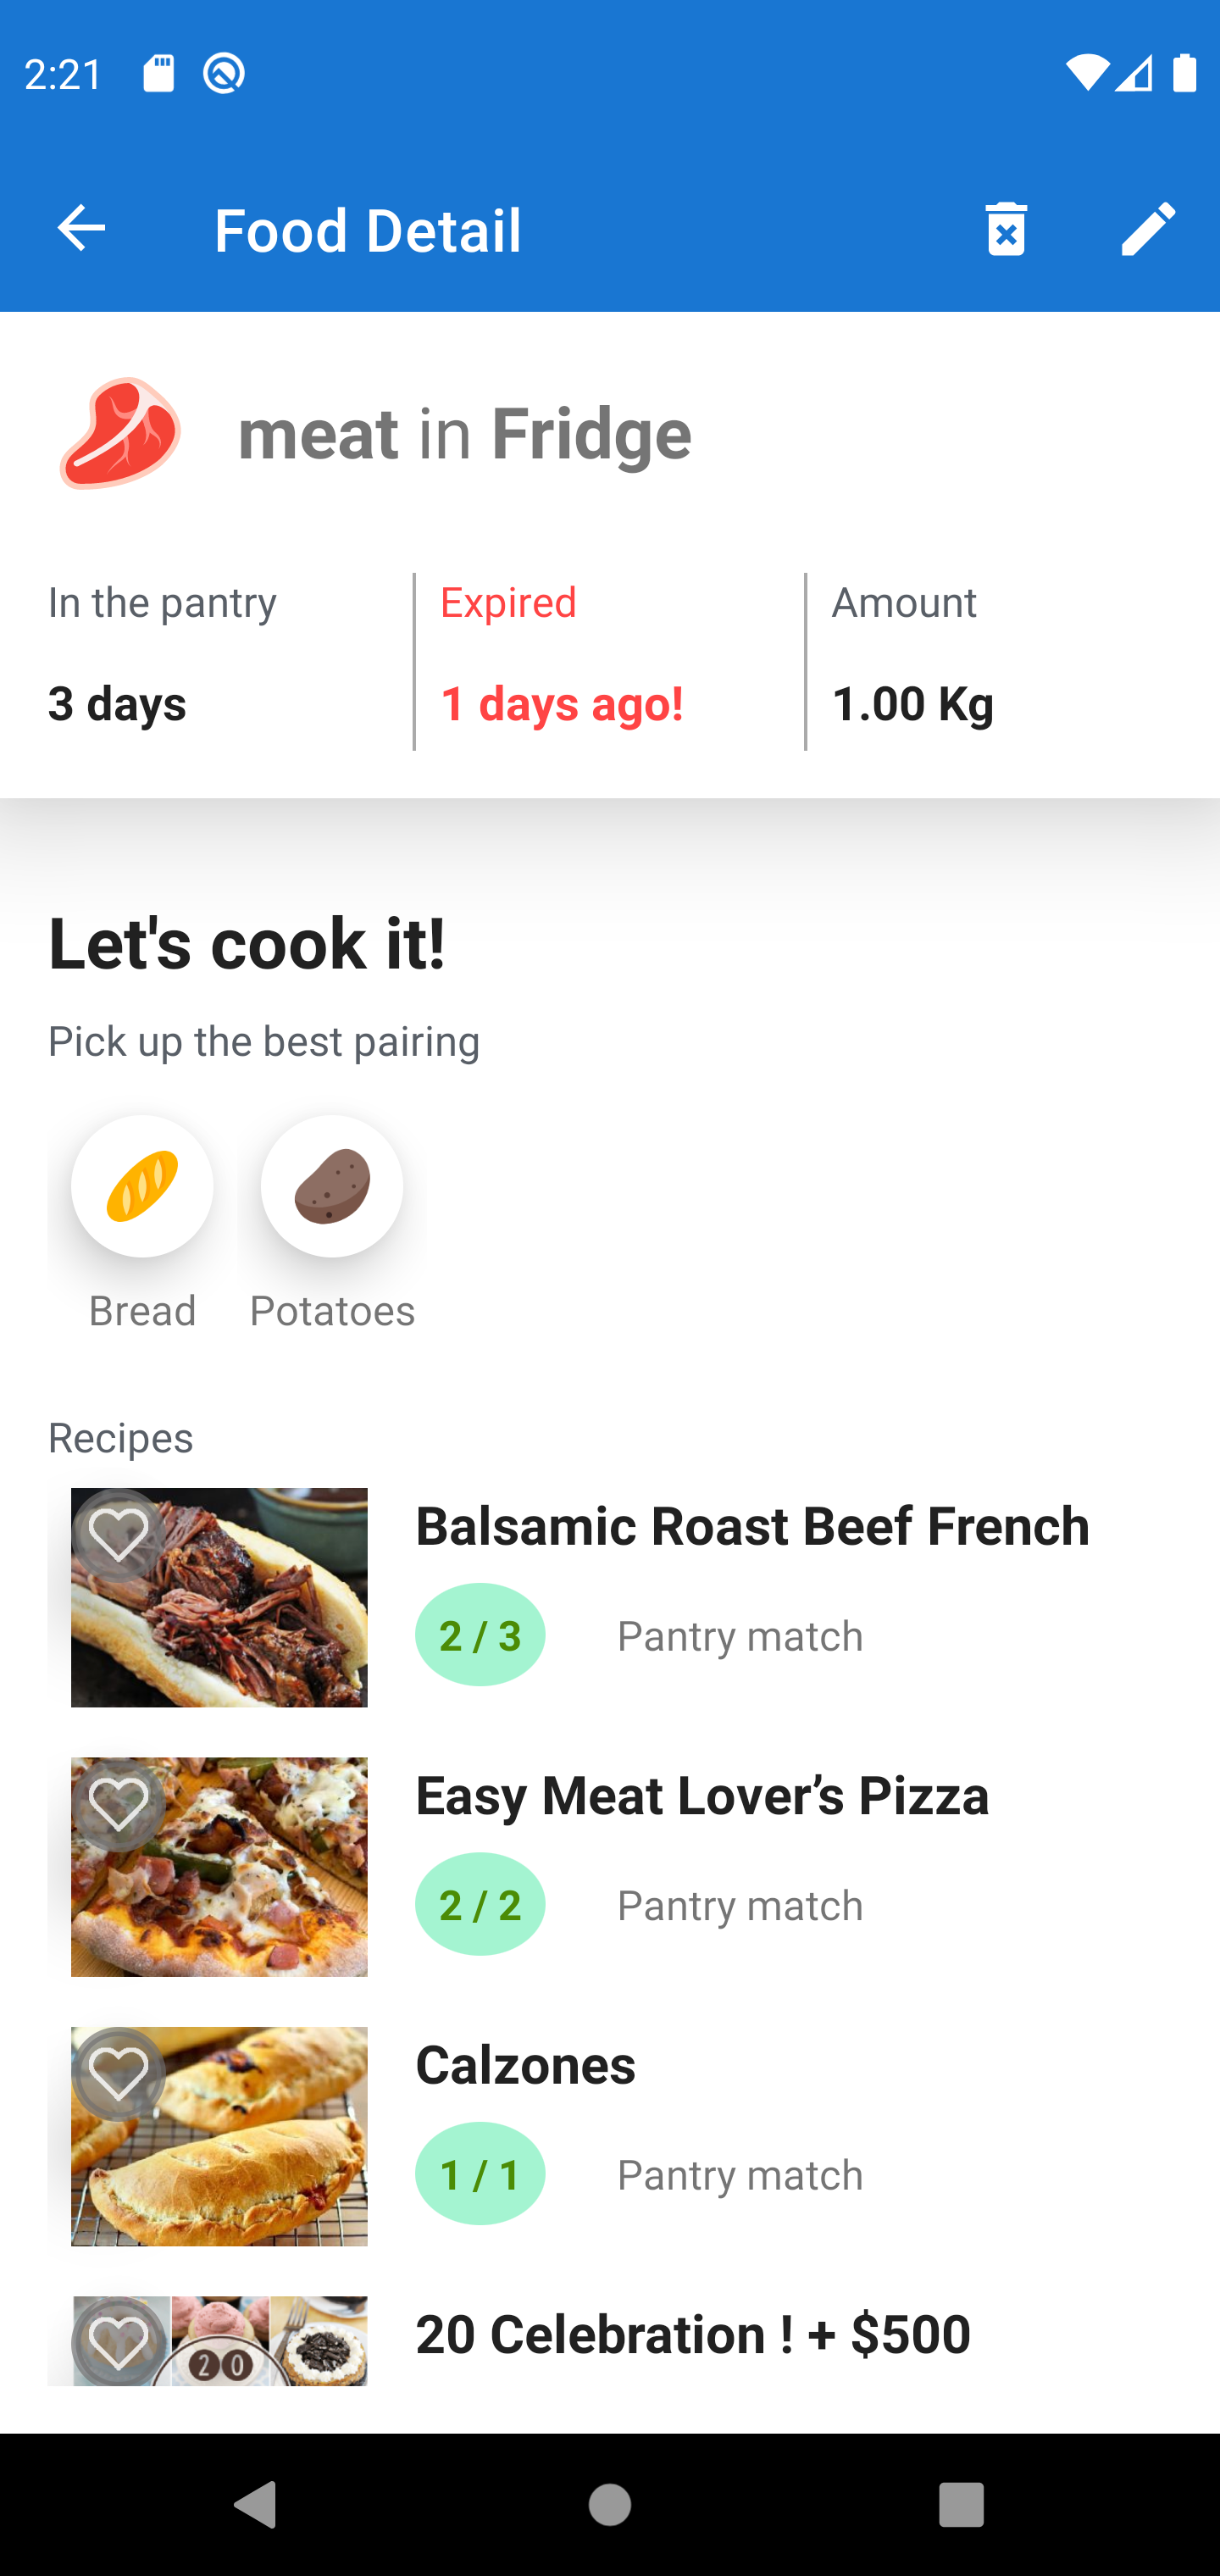 2:21
Food Detail
meat in Fridge
In the pantry
Expired
Amount
3 days
1 days ago!
1.00 Kg
Let's cook it!
Pick up the best pairing
Bread
Potatoes
Recipes
Balsamic Roast Beef French
2 / 3
Pantry match
Easy Meat Lover’s Pizza
2 / 2
Pantry match
Calzones
1 / 1
Pantry match
20 Celebration ! + $500
20